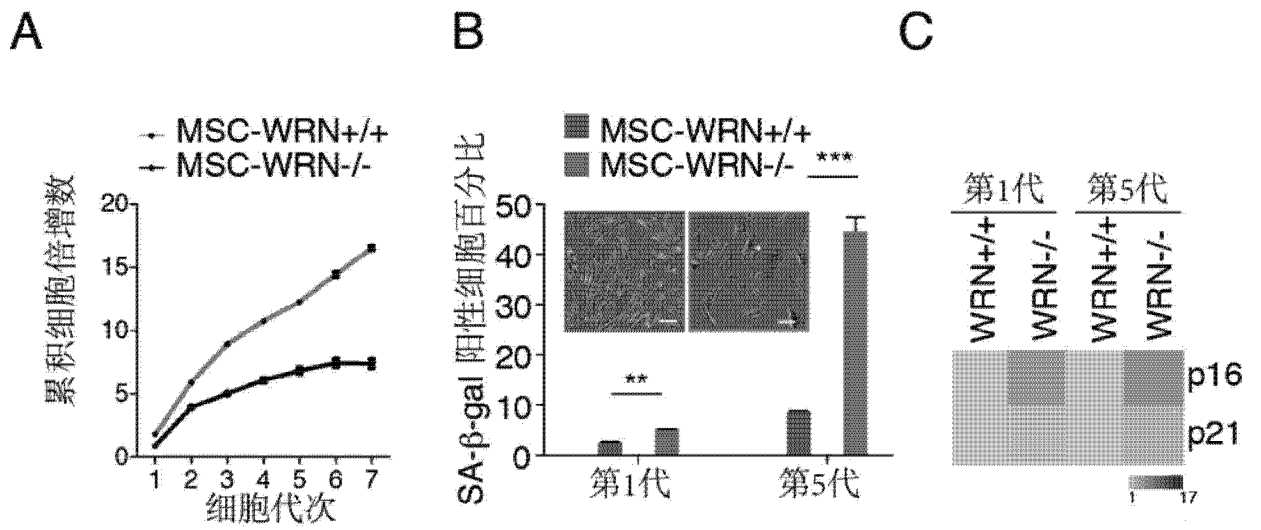 A
MSC-WRN+/+
MSC-WRN-/-
累积细胞倍增数
20
15
10
5
0
1 2 3 4 5 6 7
细胞代次
B
MSC-WRN+/+
MSC-WRN-/-
***
SA-β-gal 阳性细胞百分比
50
40
30
20
10
0
**
第1代 第5代
C
第1代 第5代
WRN+/+ WRN-/- WRN+/+ WRN-/-
p16
p21
1 17